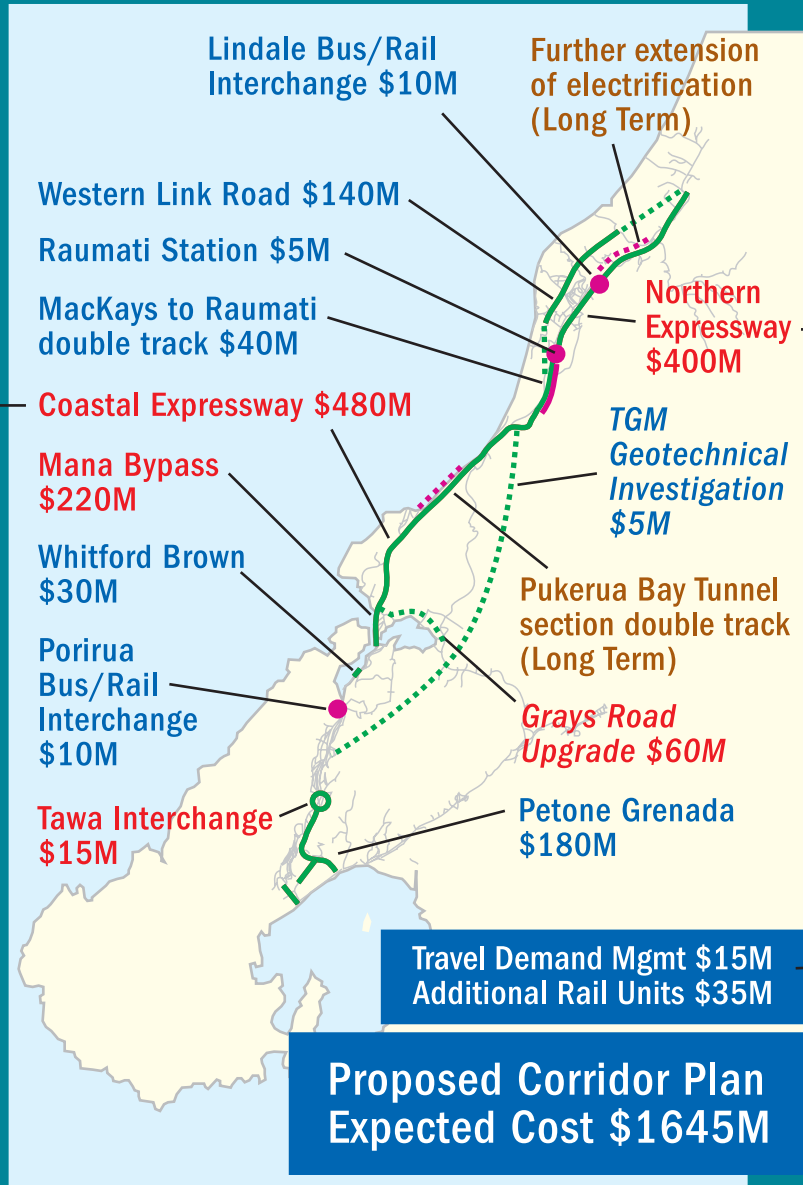 Lindale Bus/Rail
Interchange $10M
Further extension
of electrification
(Long Term)
Western Link Road $140M
Raumati Station $5M
MacKays to Raumati
double track $40M
Northern
Expressway
$400M
Coastal Expressway $480M
TGM
Geotechnical
Investigation
$5M
Mana Bypass
$220M
Whitford Brown
$30M
Pukerua Bay Tunnel
section double track
(Long Term)
Porirua
Bus/Rail
Interchange
$10M
Grays Road
Upgrade $60M
Tawa Interchange
$15M
Petone Grenada
$180M
Travel Demand Mgmt $15M
Additional Rail Units $35M
Proposed Corridor Plan
Expected Cost $1645M